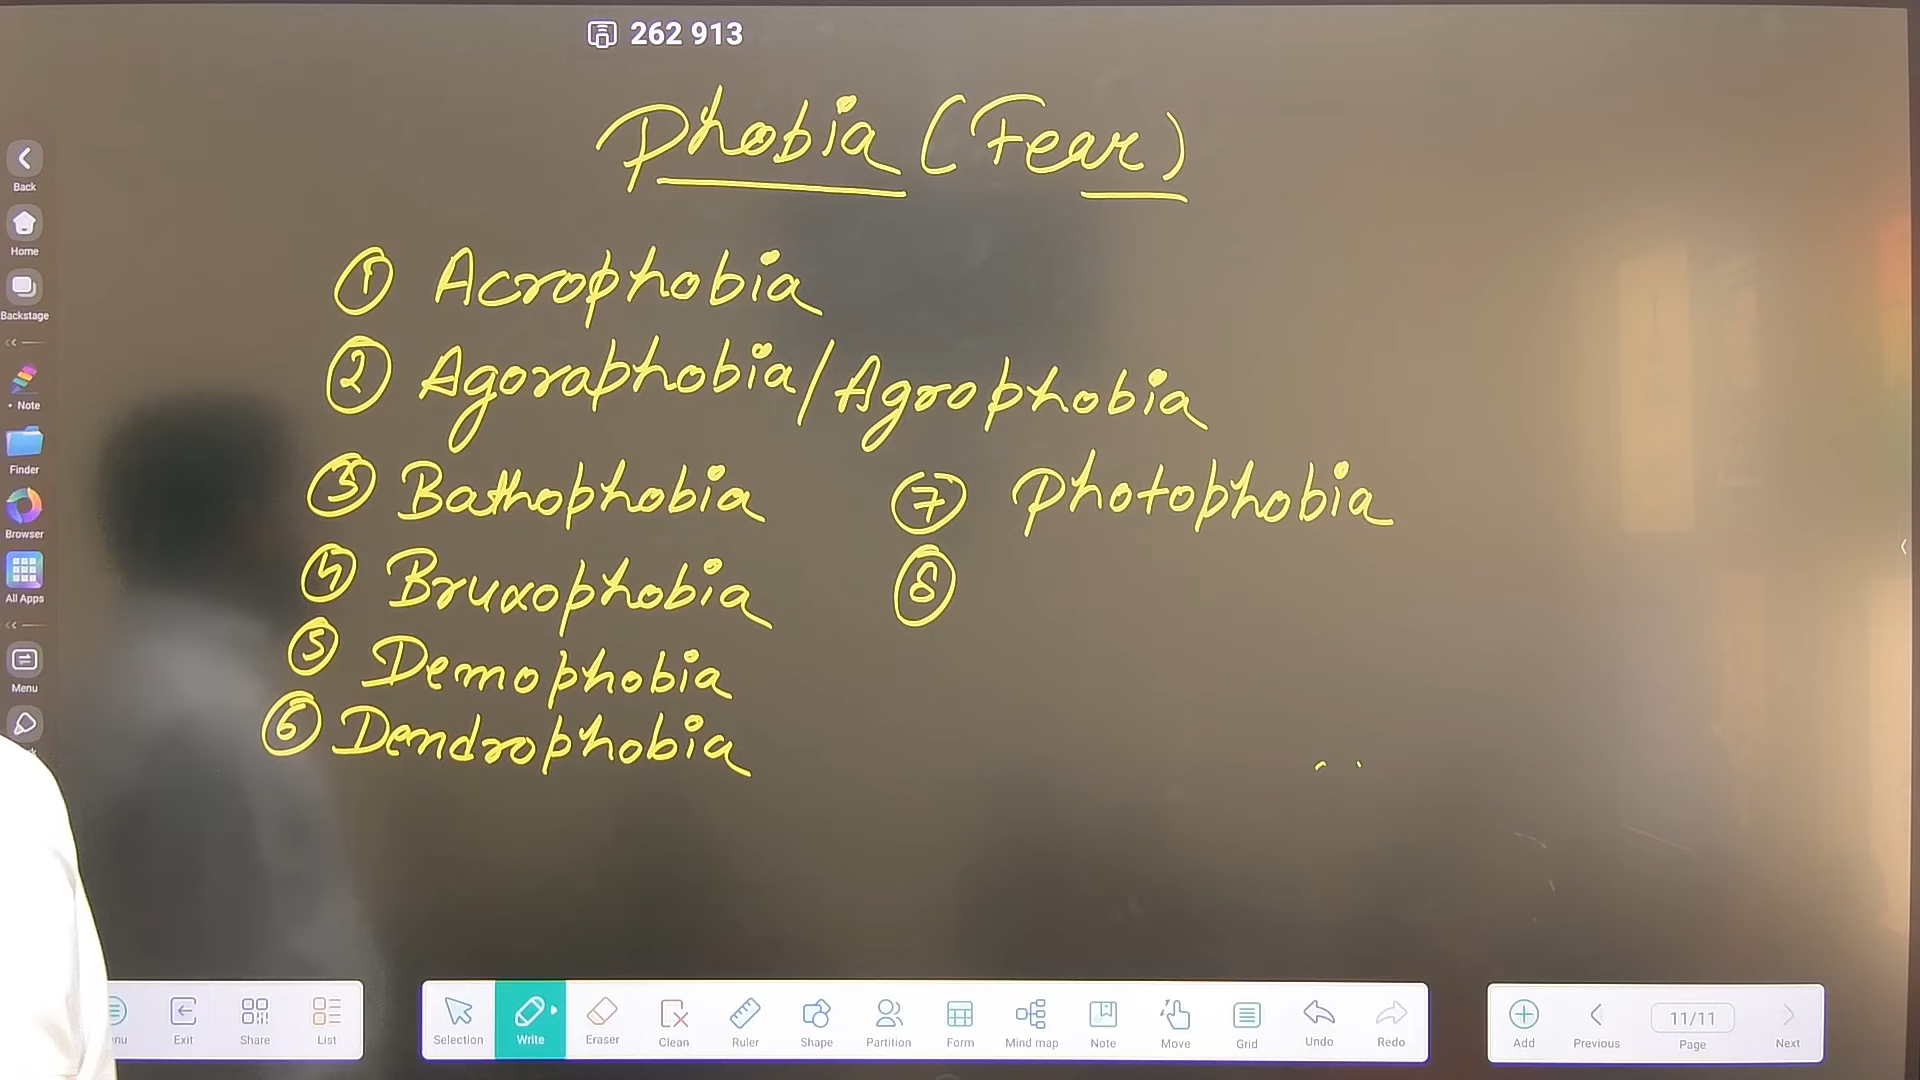 262 913
Phobia (Fear)
① Acrophobia
② Agoraphobia/Agrophobia
③ Bathophobia
④ Bruxophobia
⑤ Demophobia
⑥ Dendrophobia
⑦ Photophobia
⑧
Back
Home
Backstage
• Note
Finder
Browser
All Apps
Menu
enu Exit Share List
Selection Write Eraser Clean Ruler Shape Partition Form Mind map Note Move Grid Undo Redo
11/11
Add Previous Page Next